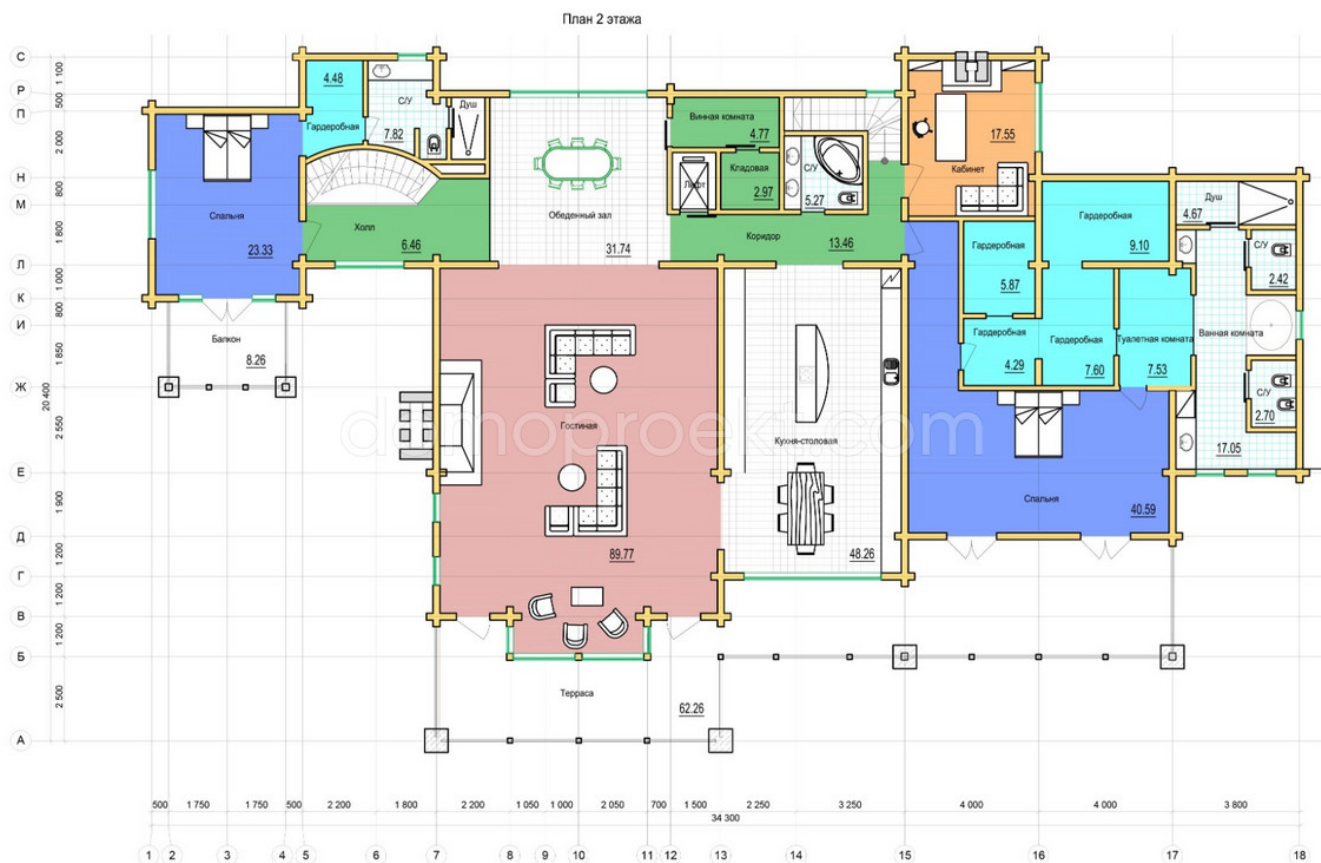 План 2 этажа
С
Р
П
Н
М
Л
К
И
Ж
Е
Д
Г
В
Б
А
1 100
500
2 000
800
1 800
1 000
800
1 850
2 550
1 900
1 200
1 200
1 200
2 500
20 400
4.48
Гардеробная
С/У
7.82
Душ
Винная комната
4.77
Кладовая
2.97
Лифт
С/У
5.27
17.55
Кабинет
Спальня
23.33
Холл
6.46
Обеденный зал
31.74
Коридор
13.46
Гардеробная
5.87
Гардеробная
9.10
Душ
4.67
С/У
2.42
Балкон
8.26
Гардеробная
4.29
Гардеробная
7.60
Туалетная комната
7.53
Ванная комната
С/У
2.70
17.05
domoproekt.com
Гостиная
89.77
Кухня-столовая
48.26
Спальня
40.59
Терраса
62.26
500 1 750 1 750 500 2 200 1 800 2 200 1 050 1 000 2 050 700 1 500 2 250 3 250 4 000 4 000 3 800
34 300
1 2 3 4 5 6 7 8 9 10 11 12 13 14 15 16 17 18